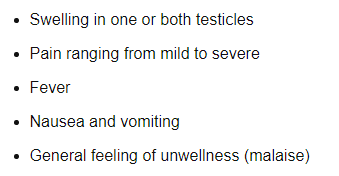 • Swelling in one or both testicles
• Pain ranging from mild to severe
• Fever
• Nausea and vomiting
• General feeling of unwellness (malaise)